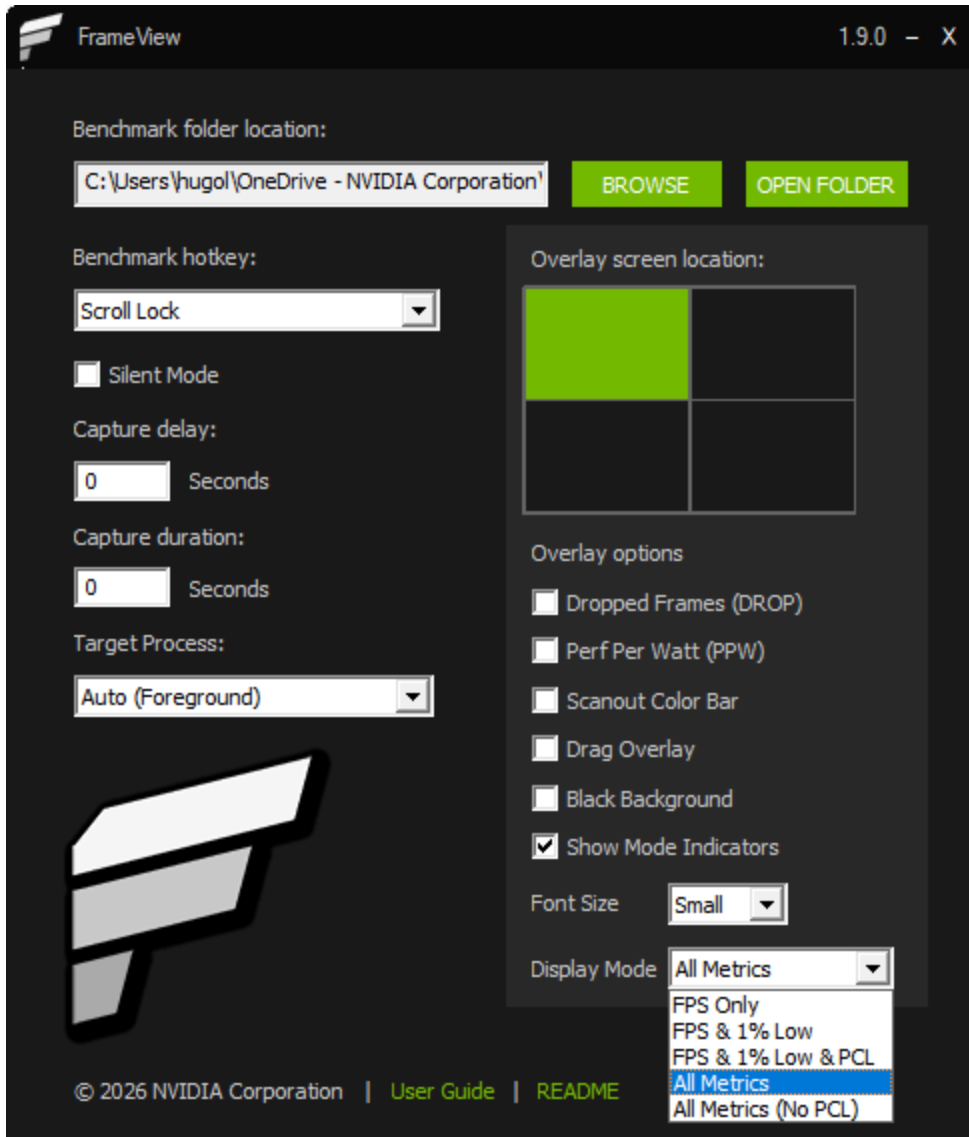 FrameView 1.9.0 – X
Benchmark folder location:
C:\Users\hugol\OneDrive - NVIDIA Corporation\
BROWSE
OPEN FOLDER
Benchmark hotkey:
Scroll Lock
Silent Mode
Capture delay:
0 Seconds
Capture duration:
0 Seconds
Target Process:
Auto (Foreground)
Overlay screen location:
Overlay options
Dropped Frames (DROP)
Perf Per Watt (PPW)
Scanout Color Bar
Drag Overlay
Black Background
Show Mode Indicators
Font Size Small
Display Mode All Metrics
FPS Only
FPS & 1% Low
FPS & 1% Low & PCL
All Metrics
All Metrics (No PCL)
© 2026 NVIDIA Corporation | User Guide | README